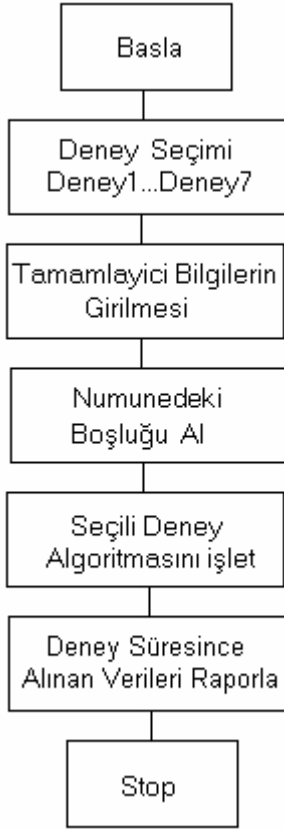 Basla
Deney Seçimi
Deney1...Deney7
Tamamlayici Bilgilerin
Girilmesi
Numunedeki
Boşluğu Al
Seçili Deney
Algoritmasını işlet
Deney Süresince
Alınan Verileri Raporla
Stop